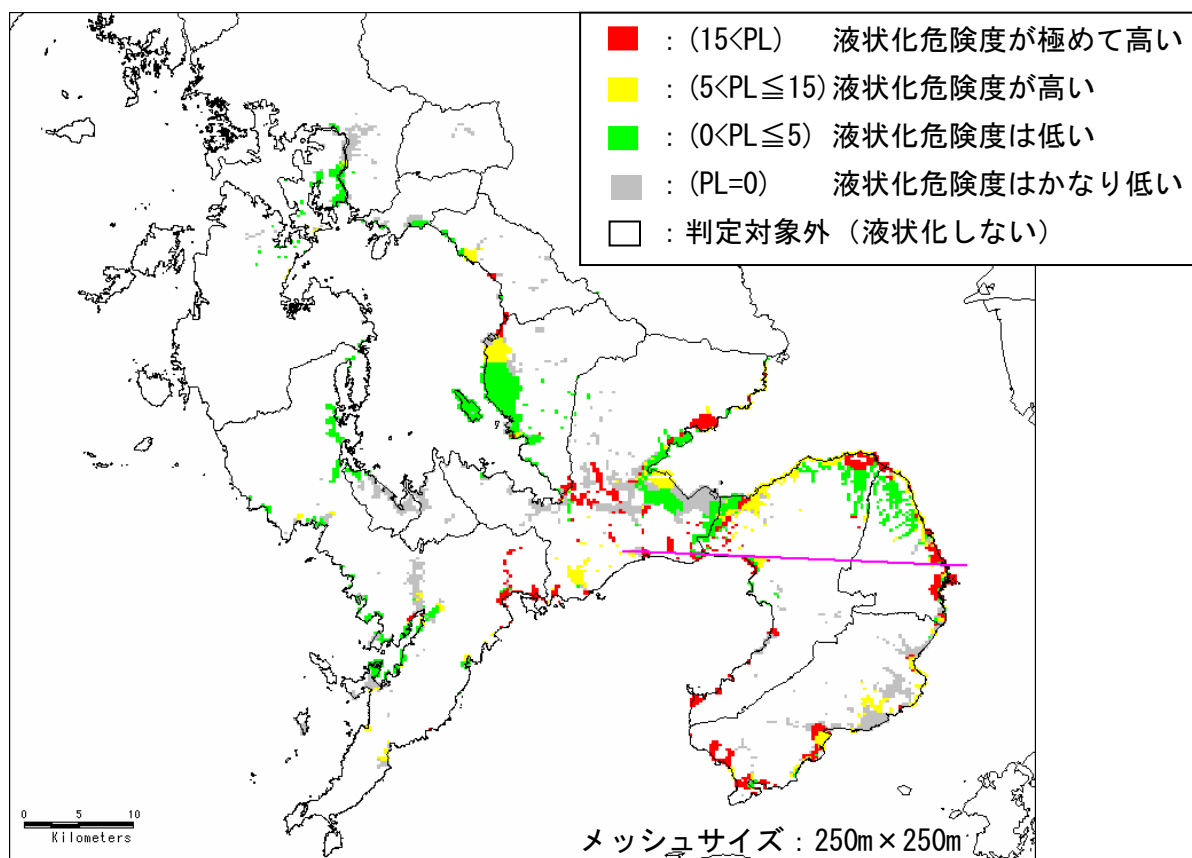 ：(15<PL)　液状化危険度が極めて高い
：(5<PL≦15)液状化危険度が高い
：(0<PL≦5)　液状化危険度は低い
：(PL=0)　液状化危険度はかなり低い
：判定対象外（液状化しない）
0 5 10
Kilometers
メッシュサイズ：250m×250m